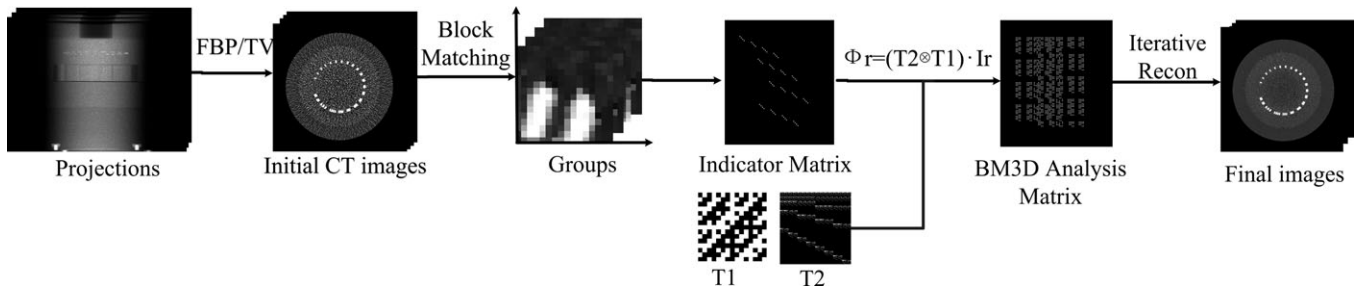 FBP/TV
Block
Matching
Φr=(T2⊗T1)·Ir
Iterative
Recon
Projections
Initial CT images
Groups
Indicator Matrix
BM3D Analysis
Matrix
Final images
T1
T2